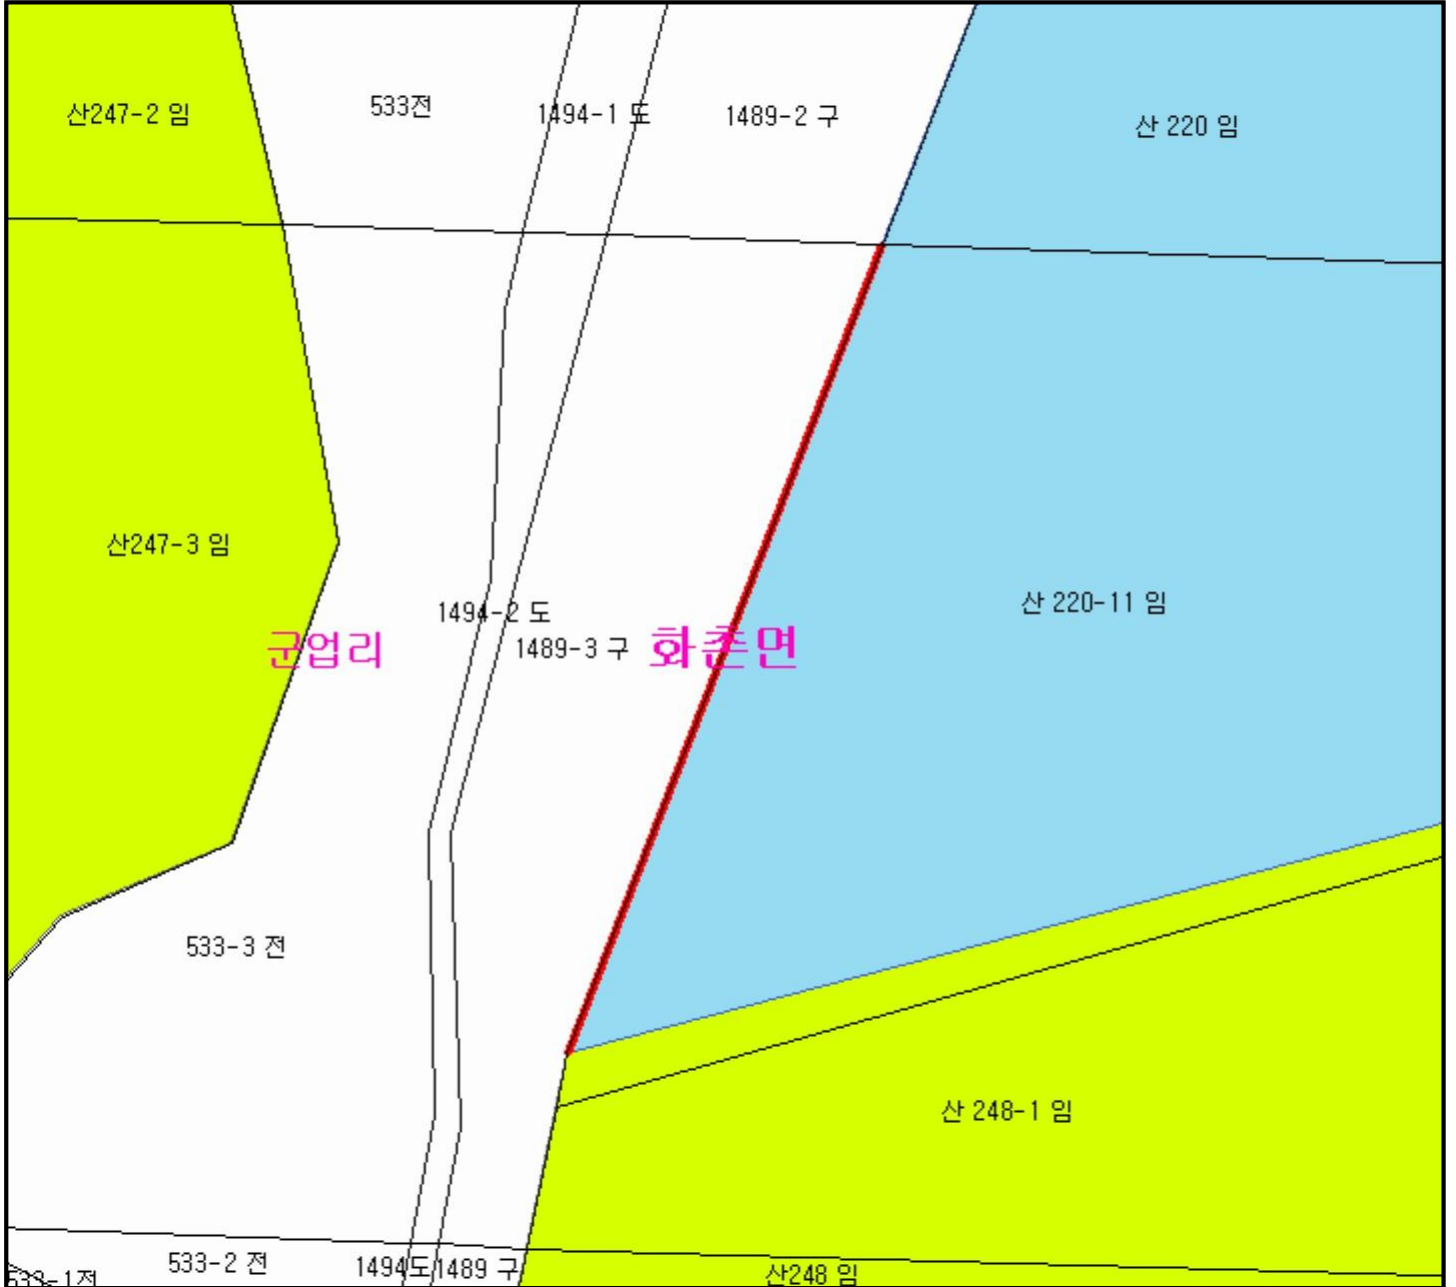 산247-2 임
533전
1494-1 도
1489-2 구
산 220 임
산247-3 임
산 220-11 임
1494-2 도
군업리
1489-3 구
화촌면
533-3 전
산 248-1 임
533-2 전
1494도
1489 구
산248 임
533-1전